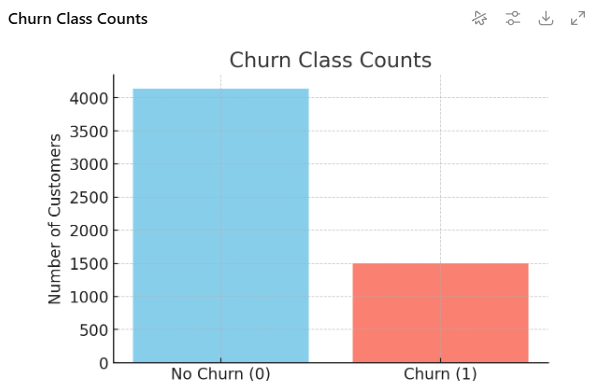 Churn Class Counts
Churn Class Counts
Number of Customers
4000
3500
3000
2500
2000
1500
1000
500
0
No Churn (0)
Churn (1)